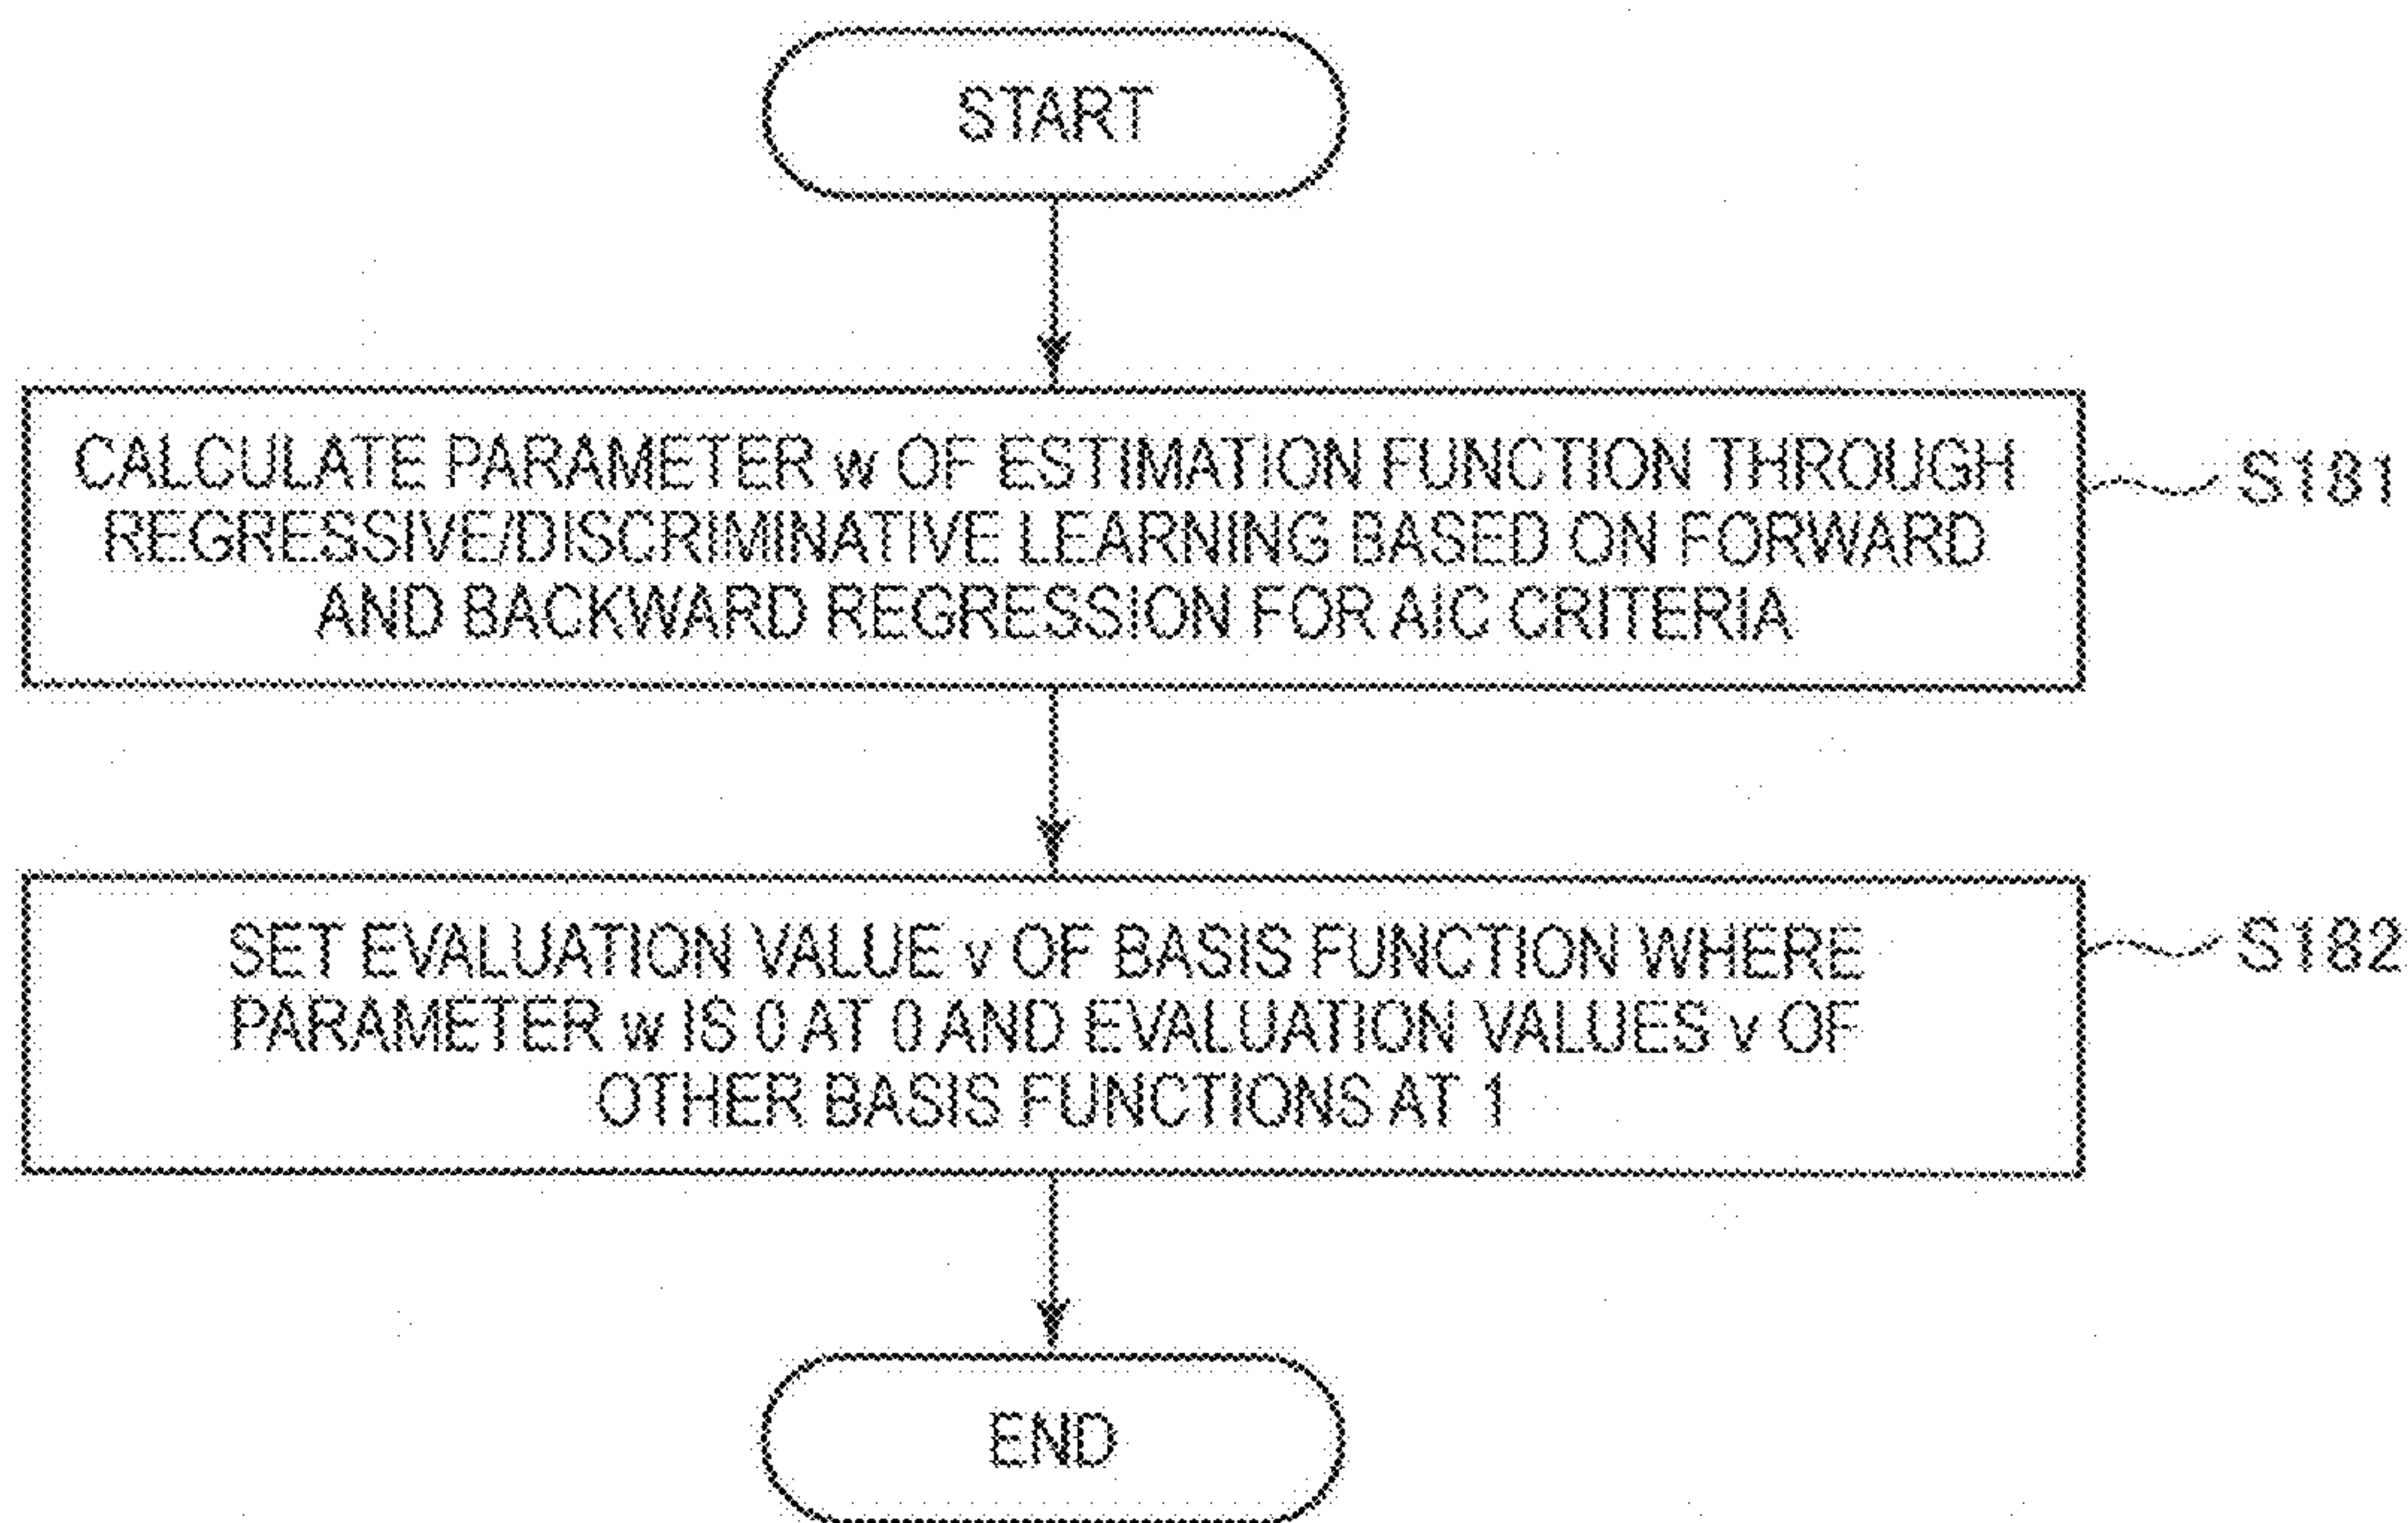 START
CALCULATE PARAMETER w OF ESTIMATION FUNCTION THROUGH
REGRESSIVE/DISCRIMINATIVE LEARNING BASED ON FORWARD
AND BACKWARD REGRESSION FOR AIC CRITERIA
S181
SET EVALUATION VALUE v OF BASIS FUNCTION WHERE
PARAMETER w IS 0 AT 0 AND EVALUATION VALUES v OF
OTHER BASIS FUNCTIONS AT 1
S182
END